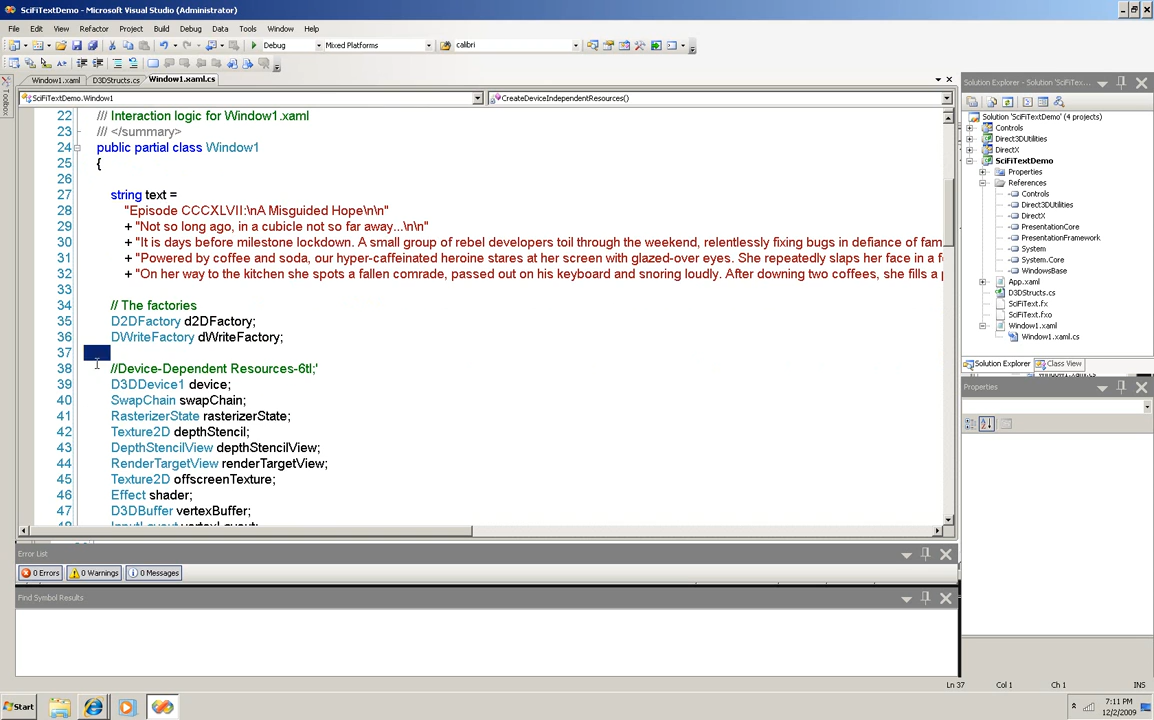 SciFiTextDemo - Microsoft Visual Studio (Administrator)
File Edit View Refactor Project Build Debug Data Tools Window Help
Debug Mixed Platforms calibri
Window1.xaml D3DStructs.cs Window1.xaml.cs
SciFiTextDemo.Window1 CreateDeviceIndependentResources()
Toolbox
22 /// Interaction logic for Window1.xaml
23 /// </summary>
24 public partial class Window1
25 {
26
27 string text =
28 "Episode CCCXLVII:\nA Misguided Hope\n\n"
29 + "Not so long ago, in a cubicle not so far away...\n\n"
30 + "It is days before milestone lockdown. A small group of rebel developers toil through the weekend, relentlessly fixing bugs in defiance of fam
31 + "Powered by coffee and soda, our hyper-caffeinated heroine stares at her screen with glazed-over eyes. She repeatedly slaps her face in a f
32 + "On her way to the kitchen she spots a fallen comrade, passed out on his keyboard and snoring loudly. After downing two coffees, she fills a
33
34 // The factories
35 D2DFactory d2DFactory;
36 DWriteFactory dWriteFactory;
37
38 //Device-Dependent Resources-6tl;'
39 D3DDevice1 device;
40 SwapChain swapChain;
41 RasterizerState rasterizerState;
42 Texture2D depthStencil;
43 DepthStencilView depthStencilView;
44 RenderTargetView renderTargetView;
45 Texture2D offscreenTexture;
46 Effect shader;
47 D3DBuffer vertexBuffer;
Solution Explorer - Solution 'SciFiTex...
Solution 'SciFiTextDemo' (4 projects)
Controls
Direct3DUtilities
DirectX
SciFiTextDemo
Properties
References
Controls
Direct3DUtilities
DirectX
PresentationCore
PresentationFramework
System
System.Core
WindowsBase
App.xaml
D3DStructs.cs
SciFiText.fx
SciFiText.fxo
Window1.xaml
Window1.xaml.cs
Solution Explorer Class View
Properties
Error List
0 Errors 0 Warnings 0 Messages
Find Symbol Results
Ln 37 Col 1 Ch 1 INS
Start
7:11 PM
12/2/2009